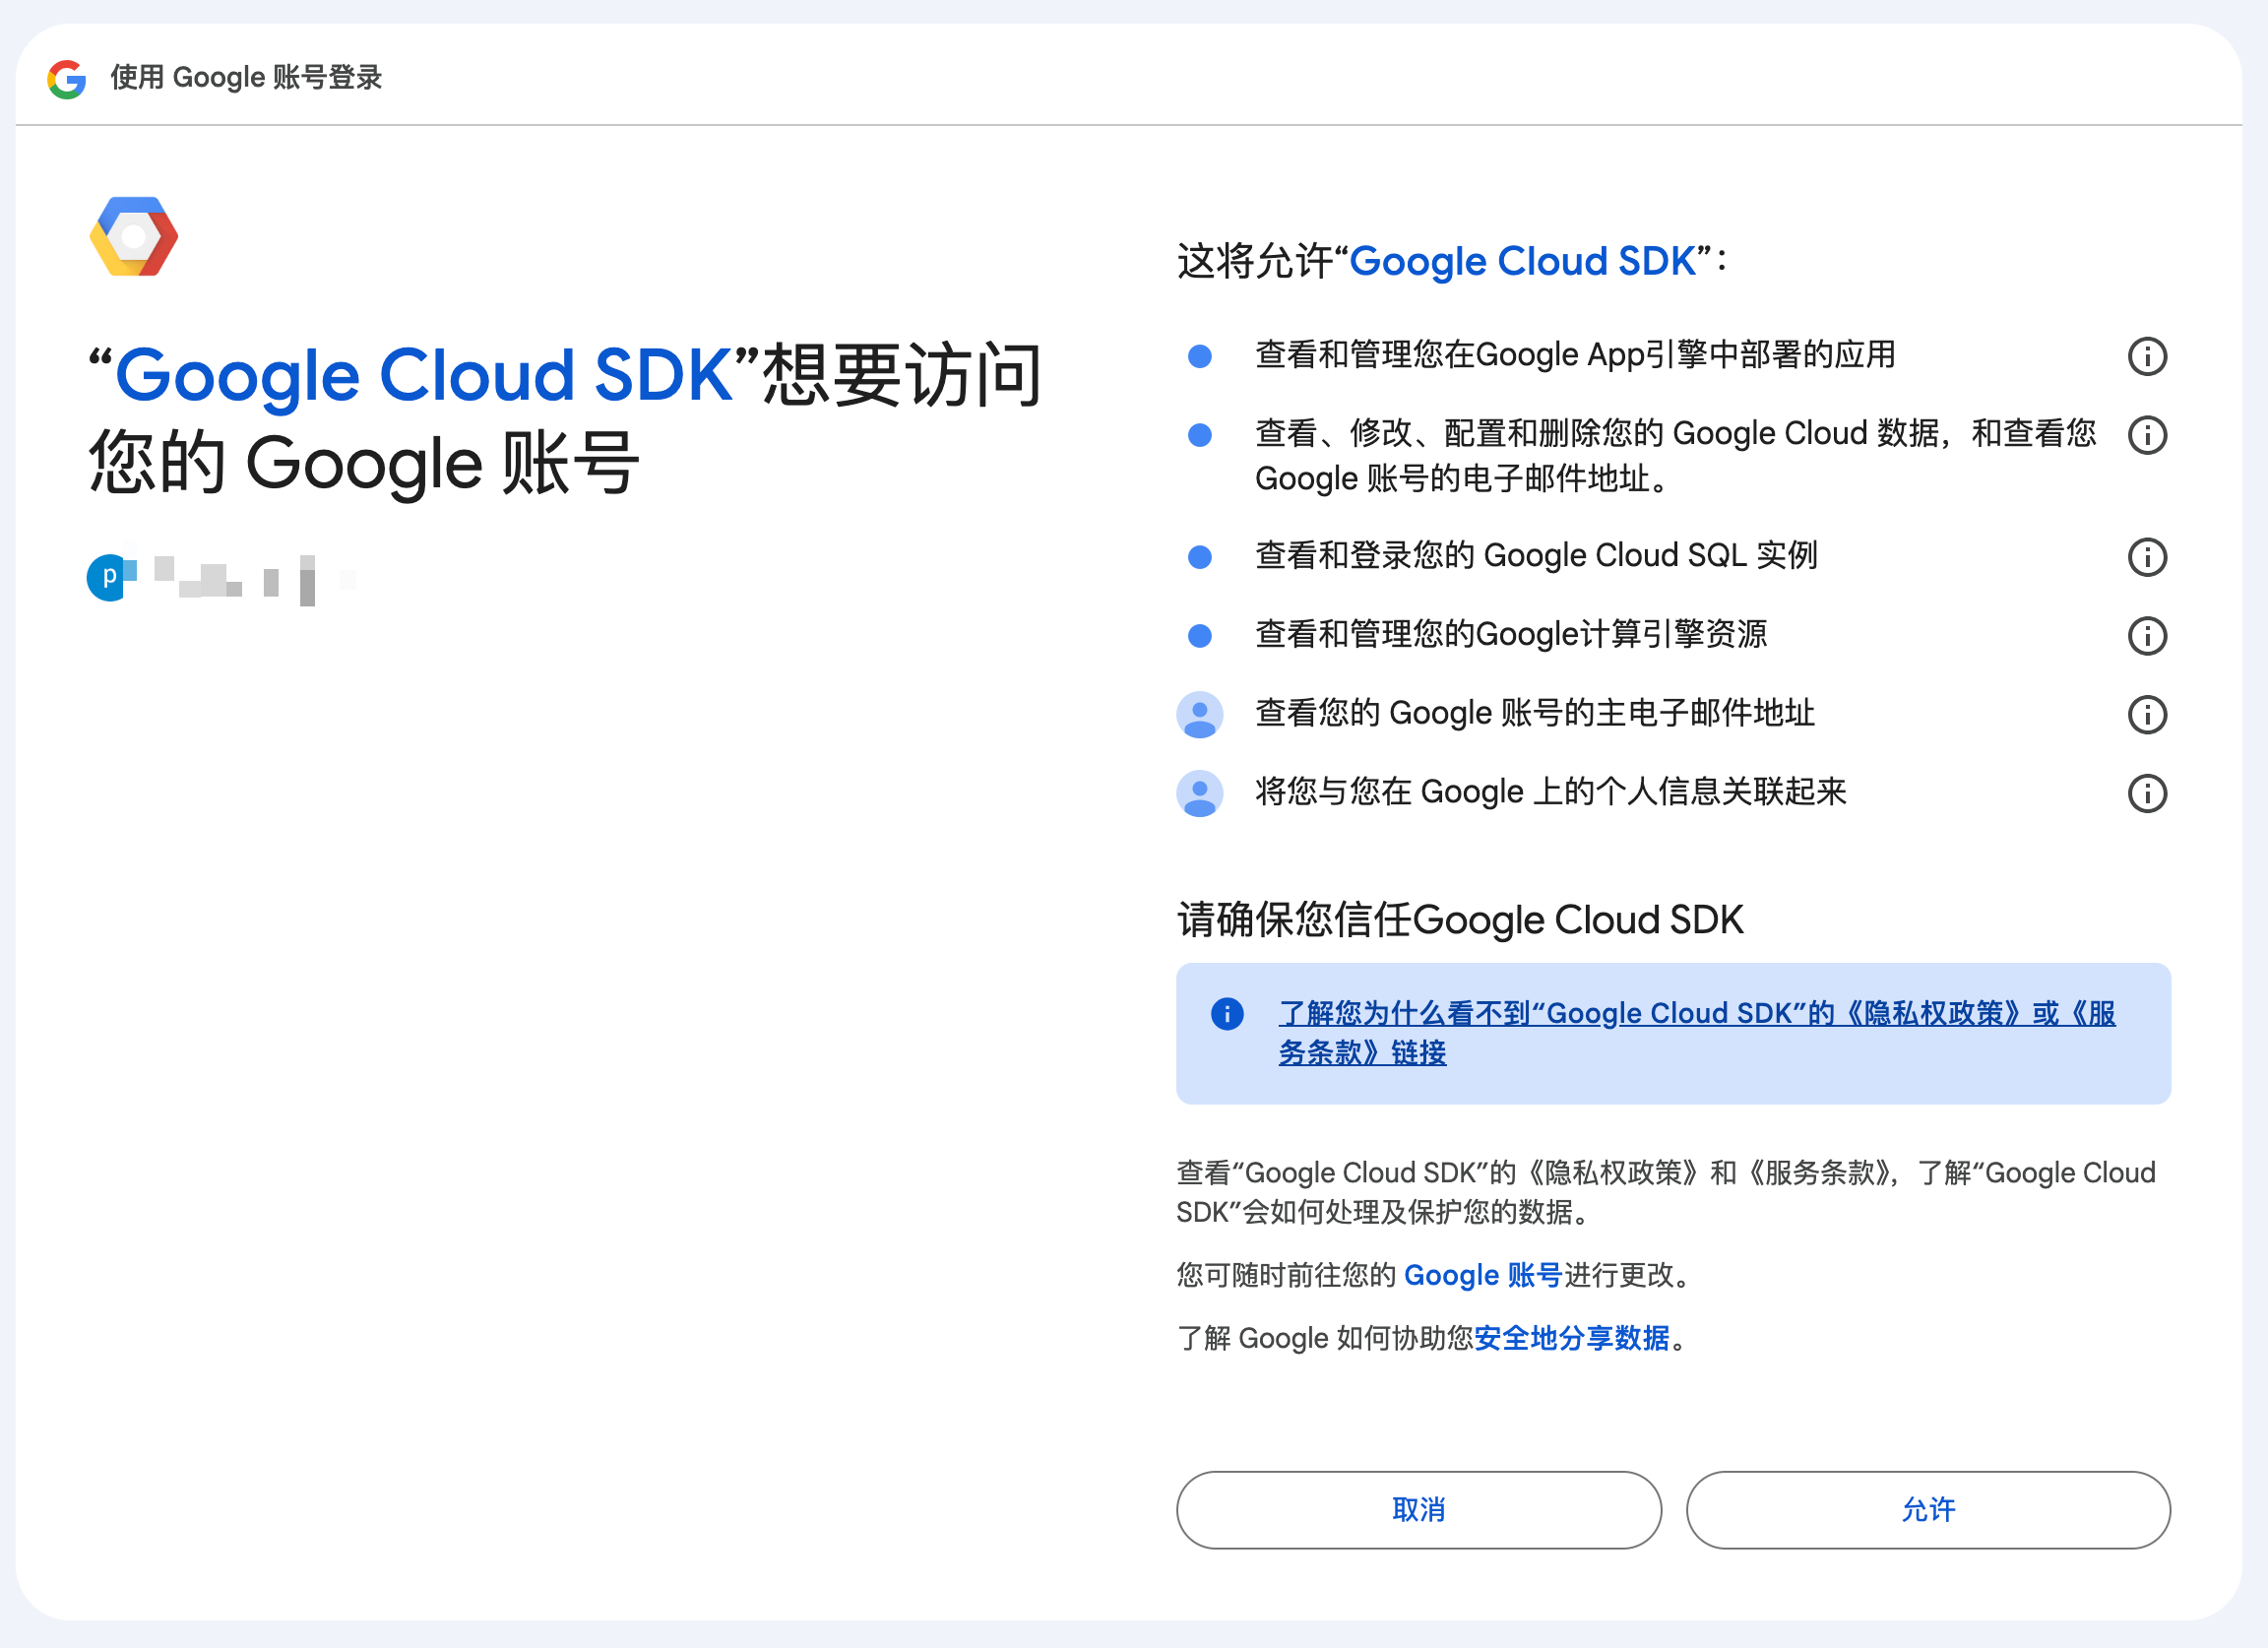 使用 Google 账号登录
“Google Cloud SDK”想要访问
您的 Google 账号
p
这将允许“Google Cloud SDK”：
查看和管理您在Google App引擎中部署的应用
查看、修改、配置和删除您的 Google Cloud 数据，和查看您
Google 账号的电子邮件地址。
查看和登录您的 Google Cloud SQL 实例
查看和管理您的Google计算引擎资源
查看您的 Google 账号的主电子邮件地址
将您与您在 Google 上的个人信息关联起来
请确保您信任Google Cloud SDK
了解您为什么看不到“Google Cloud SDK”的《隐私权政策》或《服
务条款》链接
查看“Google Cloud SDK”的《隐私权政策》和《服务条款》，了解“Google Cloud
SDK”会如何处理及保护您的数据。
您可随时前往您的 Google 账号进行更改。
了解 Google 如何协助您安全地分享数据。
取消
允许